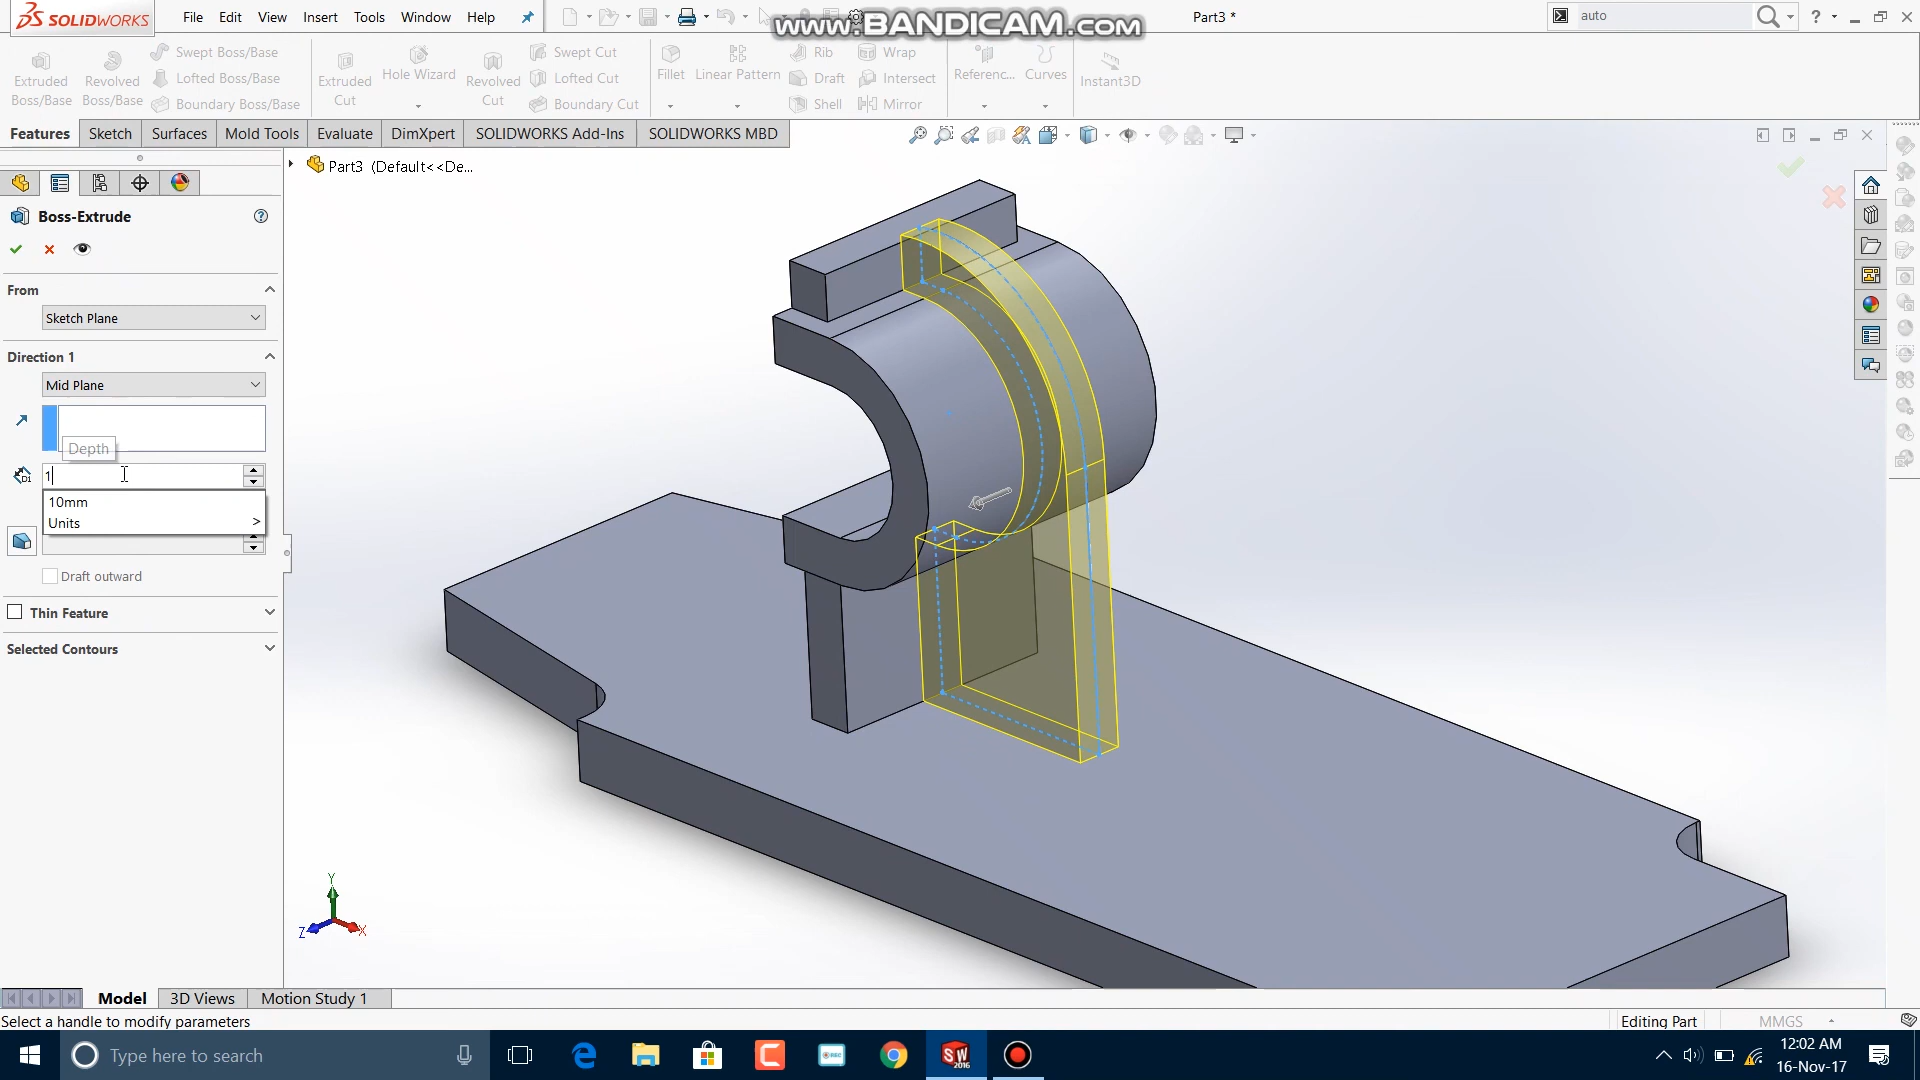 SOLIDWORKS File Edit View Insert Tools Window Help
www.BANDICAM.com
Part3 *
auto
?
Extruded Boss/Base
Revolved Boss/Base
Swept Boss/Base
Lofted Boss/Base
Boundary Boss/Base
Extruded Cut
Hole Wizard
Revolved Cut
Swept Cut
Lofted Cut
Boundary Cut
Fillet
Linear Pattern
Rib
Draft
Shell
Wrap
Intersect
Mirror
Referenc...
Curves
Instant3D
Features Sketch Surfaces Mold Tools Evaluate DimXpert SOLIDWORKS Add-Ins SOLIDWORKS MBD
Part3 (Default<<De...
Boss-Extrude
?
From
Sketch Plane
Direction 1
Mid Plane
Depth
D1
1
10mm
Units >
Draft outward
Thin Feature
Selected Contours
Y
Z
X
Model 3D Views Motion Study 1
Select a handle to modify parameters
Editing Part
MMGS
Type here to search
REC
SW
2016
12:02 AM
16-Nov-17